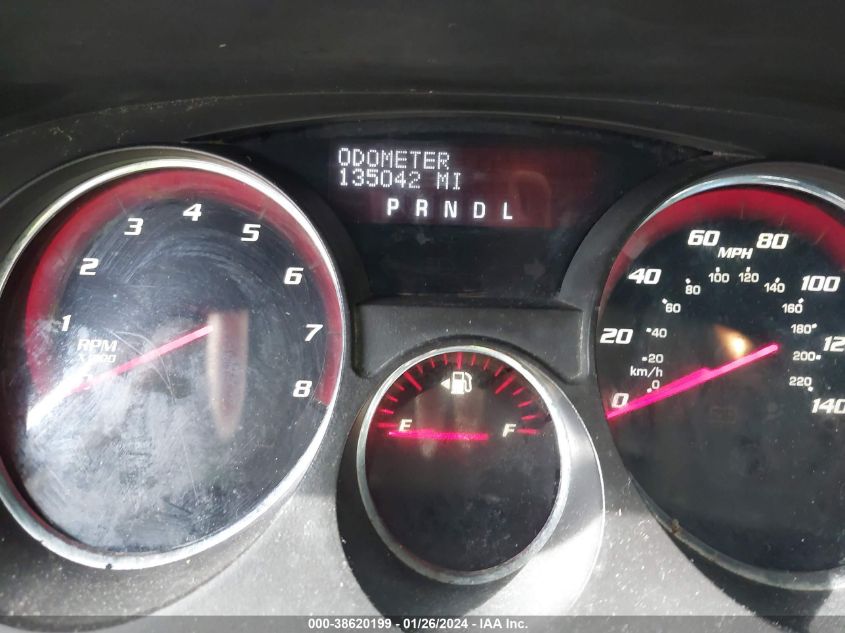 ODOMETER
135042 MI
P R N D L
1 2 3 4 5 6 7 8
RPM
E F
0 20 40 60 80 100 140
MPH
0 20 40 60 80 100 120 140 160 180 200 220
km/h
000-38620199 - 01/26/2024 - IAA Inc.